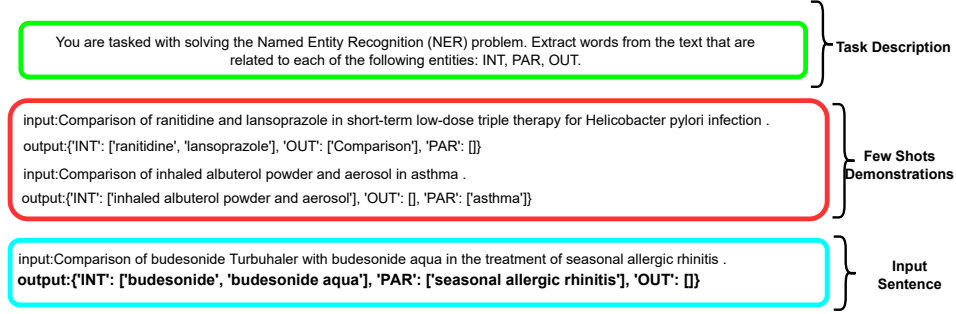 You are tasked with solving the Named Entity Recognition (NER) problem. Extract words from the text that are
related to each of the following entities: INT, PAR, OUT.
Task Description
input:Comparison of ranitidine and lansoprazole in short-term low-dose triple therapy for Helicobacter pylori infection .
output:{'INT': ['ranitidine', 'lansoprazole'], 'OUT': ['Comparison'], 'PAR': []}
input:Comparison of inhaled albuterol powder and aerosol in asthma .
output:{'INT': ['inhaled albuterol powder and aerosol'], 'OUT': [], 'PAR': ['asthma']}
Few Shots
Demonstrations
input:Comparison of budesonide Turbuhaler with budesonide aqua in the treatment of seasonal allergic rhinitis .
output:{'INT': ['budesonide', 'budesonide aqua'], 'PAR': ['seasonal allergic rhinitis'], 'OUT': []}
Input
Sentence